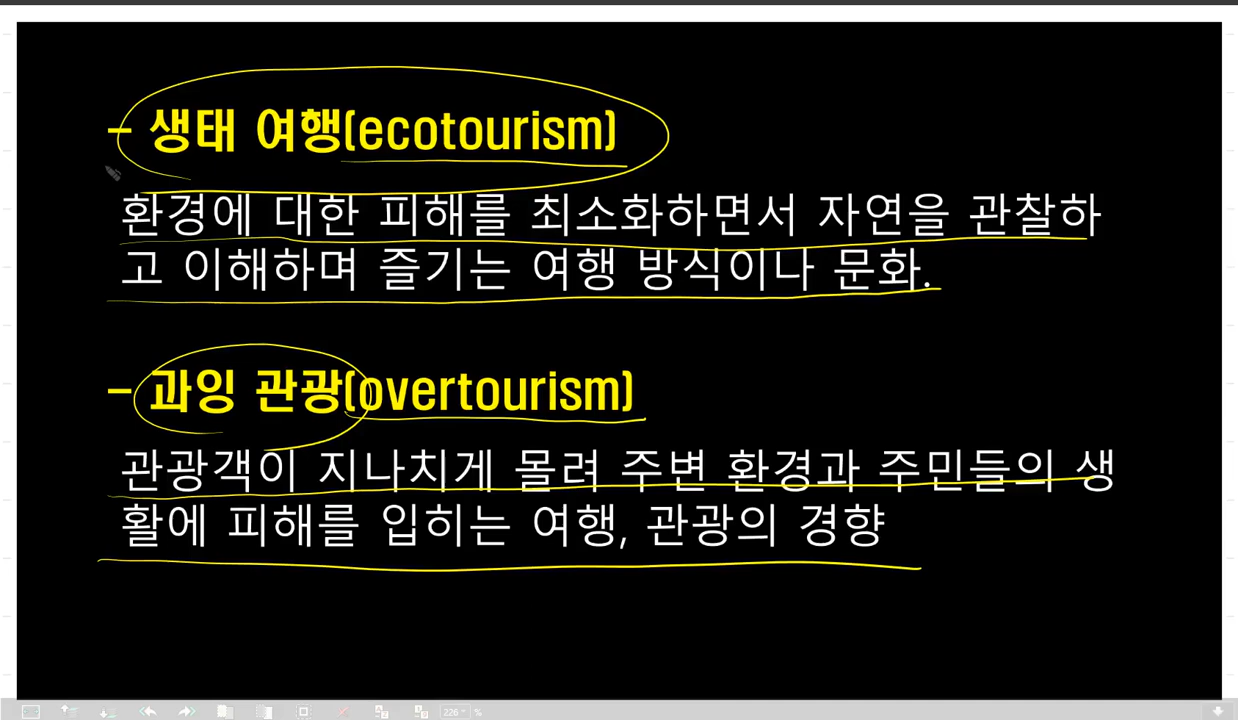 - 생태 여행(ecotourism)
환경에 대한 피해를 최소화하면서 자연을 관찰하
고 이해하며 즐기는 여행 방식이나 문화.
- 과잉 관광(overtourism)
관광객이 지나치게 몰려 주변 환경과 주민들의 생
활에 피해를 입히는 여행, 관광의 경향
226 %